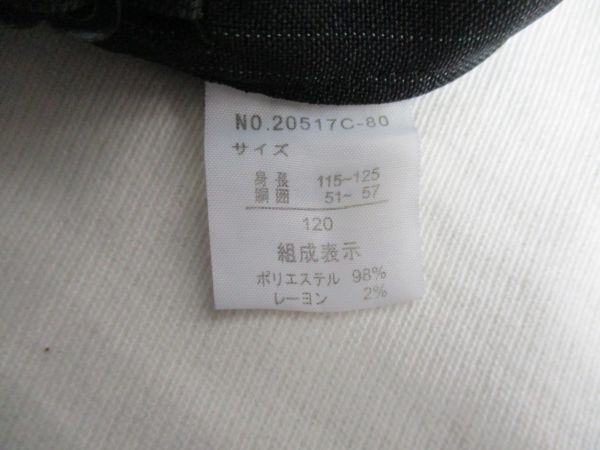 NO.20517C-80
サイズ
身長 115~125
胴囲 51~ 57
120
組成表示
ポリエステル 98%
レーヨン 2%